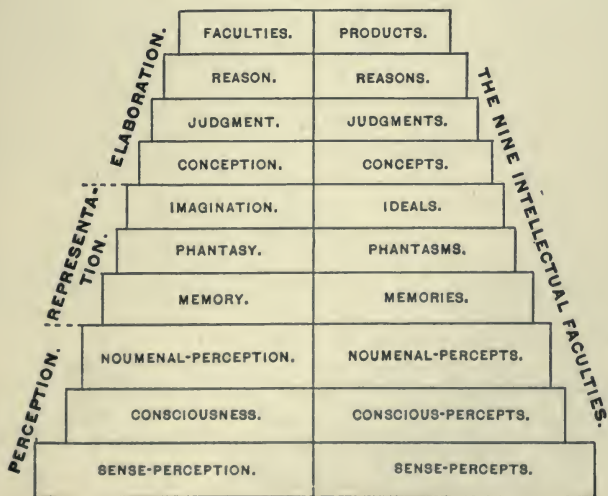 FACULTIES. PRODUCTS.
REASON. REASONS.
JUDGMENT. JUDGMENTS.
CONCEPTION. CONCEPTS.
IMAGINATION. IDEALS.
PHANTASY. PHANTASMS.
MEMORY. MEMORIES.
NOUMENAL-PERCEPTION. NOUMENAL-PERCEPTS.
CONSCIOUSNESS. CONSCIOUS-PERCEPTS.
SENSE-PERCEPTION. SENSE-PERCEPTS.
ELABORATION.
REPRESENTA-
TION.
PERCEPTION.
THE NINE INTELLECTUAL FACULTIES.